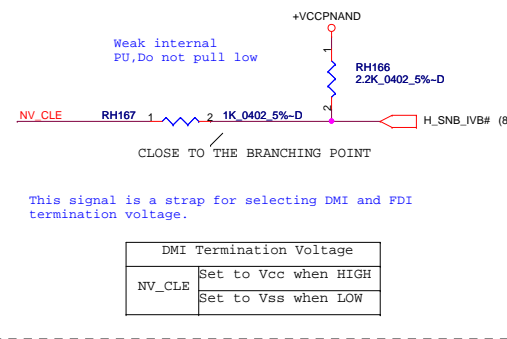 +VCCPNAND
Weak internal
PU,Do not pull low
1
RH166
2.2K_0402_5%~D
2
NV_CLE RH167 1 2 1K_0402_5%~D H_SNB_IVB# (8
CLOSE TO THE BRANCHING POINT
This signal is a strap for selecting DMI and FDI
termination voltage.
DMI Termination Voltage
NV_CLE
Set to Vcc when HIGH
Set to Vss when LOW